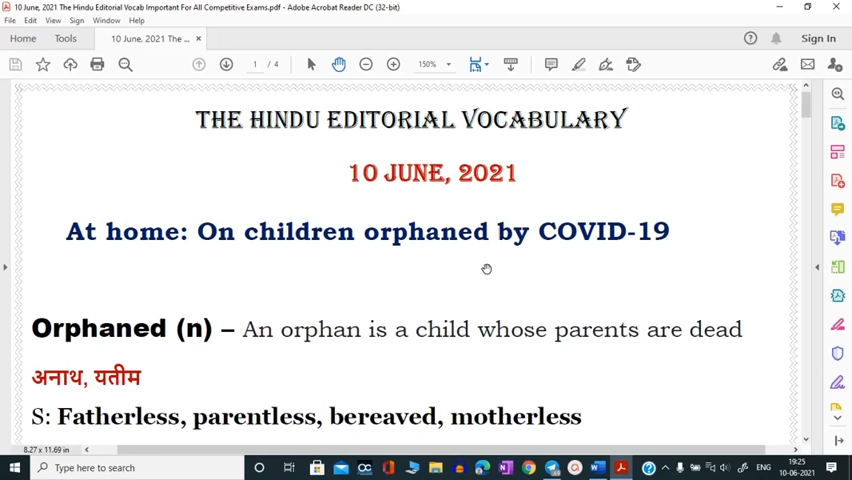 10 June, 2021 The Hindu Editorial Vocab Important For All Competitive Exams.pdf - Adobe Acrobat Reader DC (32-bit)
File Edit View Sign Window Help
Home Tools 10 June, 2021 The ... × Sign In
1 / 4 150%
THE HINDU EDITORIAL VOCABULARY
10 JUNE, 2021
At home: On children orphaned by COVID-19
Orphaned (n) – An orphan is a child whose parents are dead
अनाथ, यतीम
S: Fatherless, parentless, bereaved, motherless
8.27 x 11.69 in
Type here to search ENG 19:25
10-06-2021